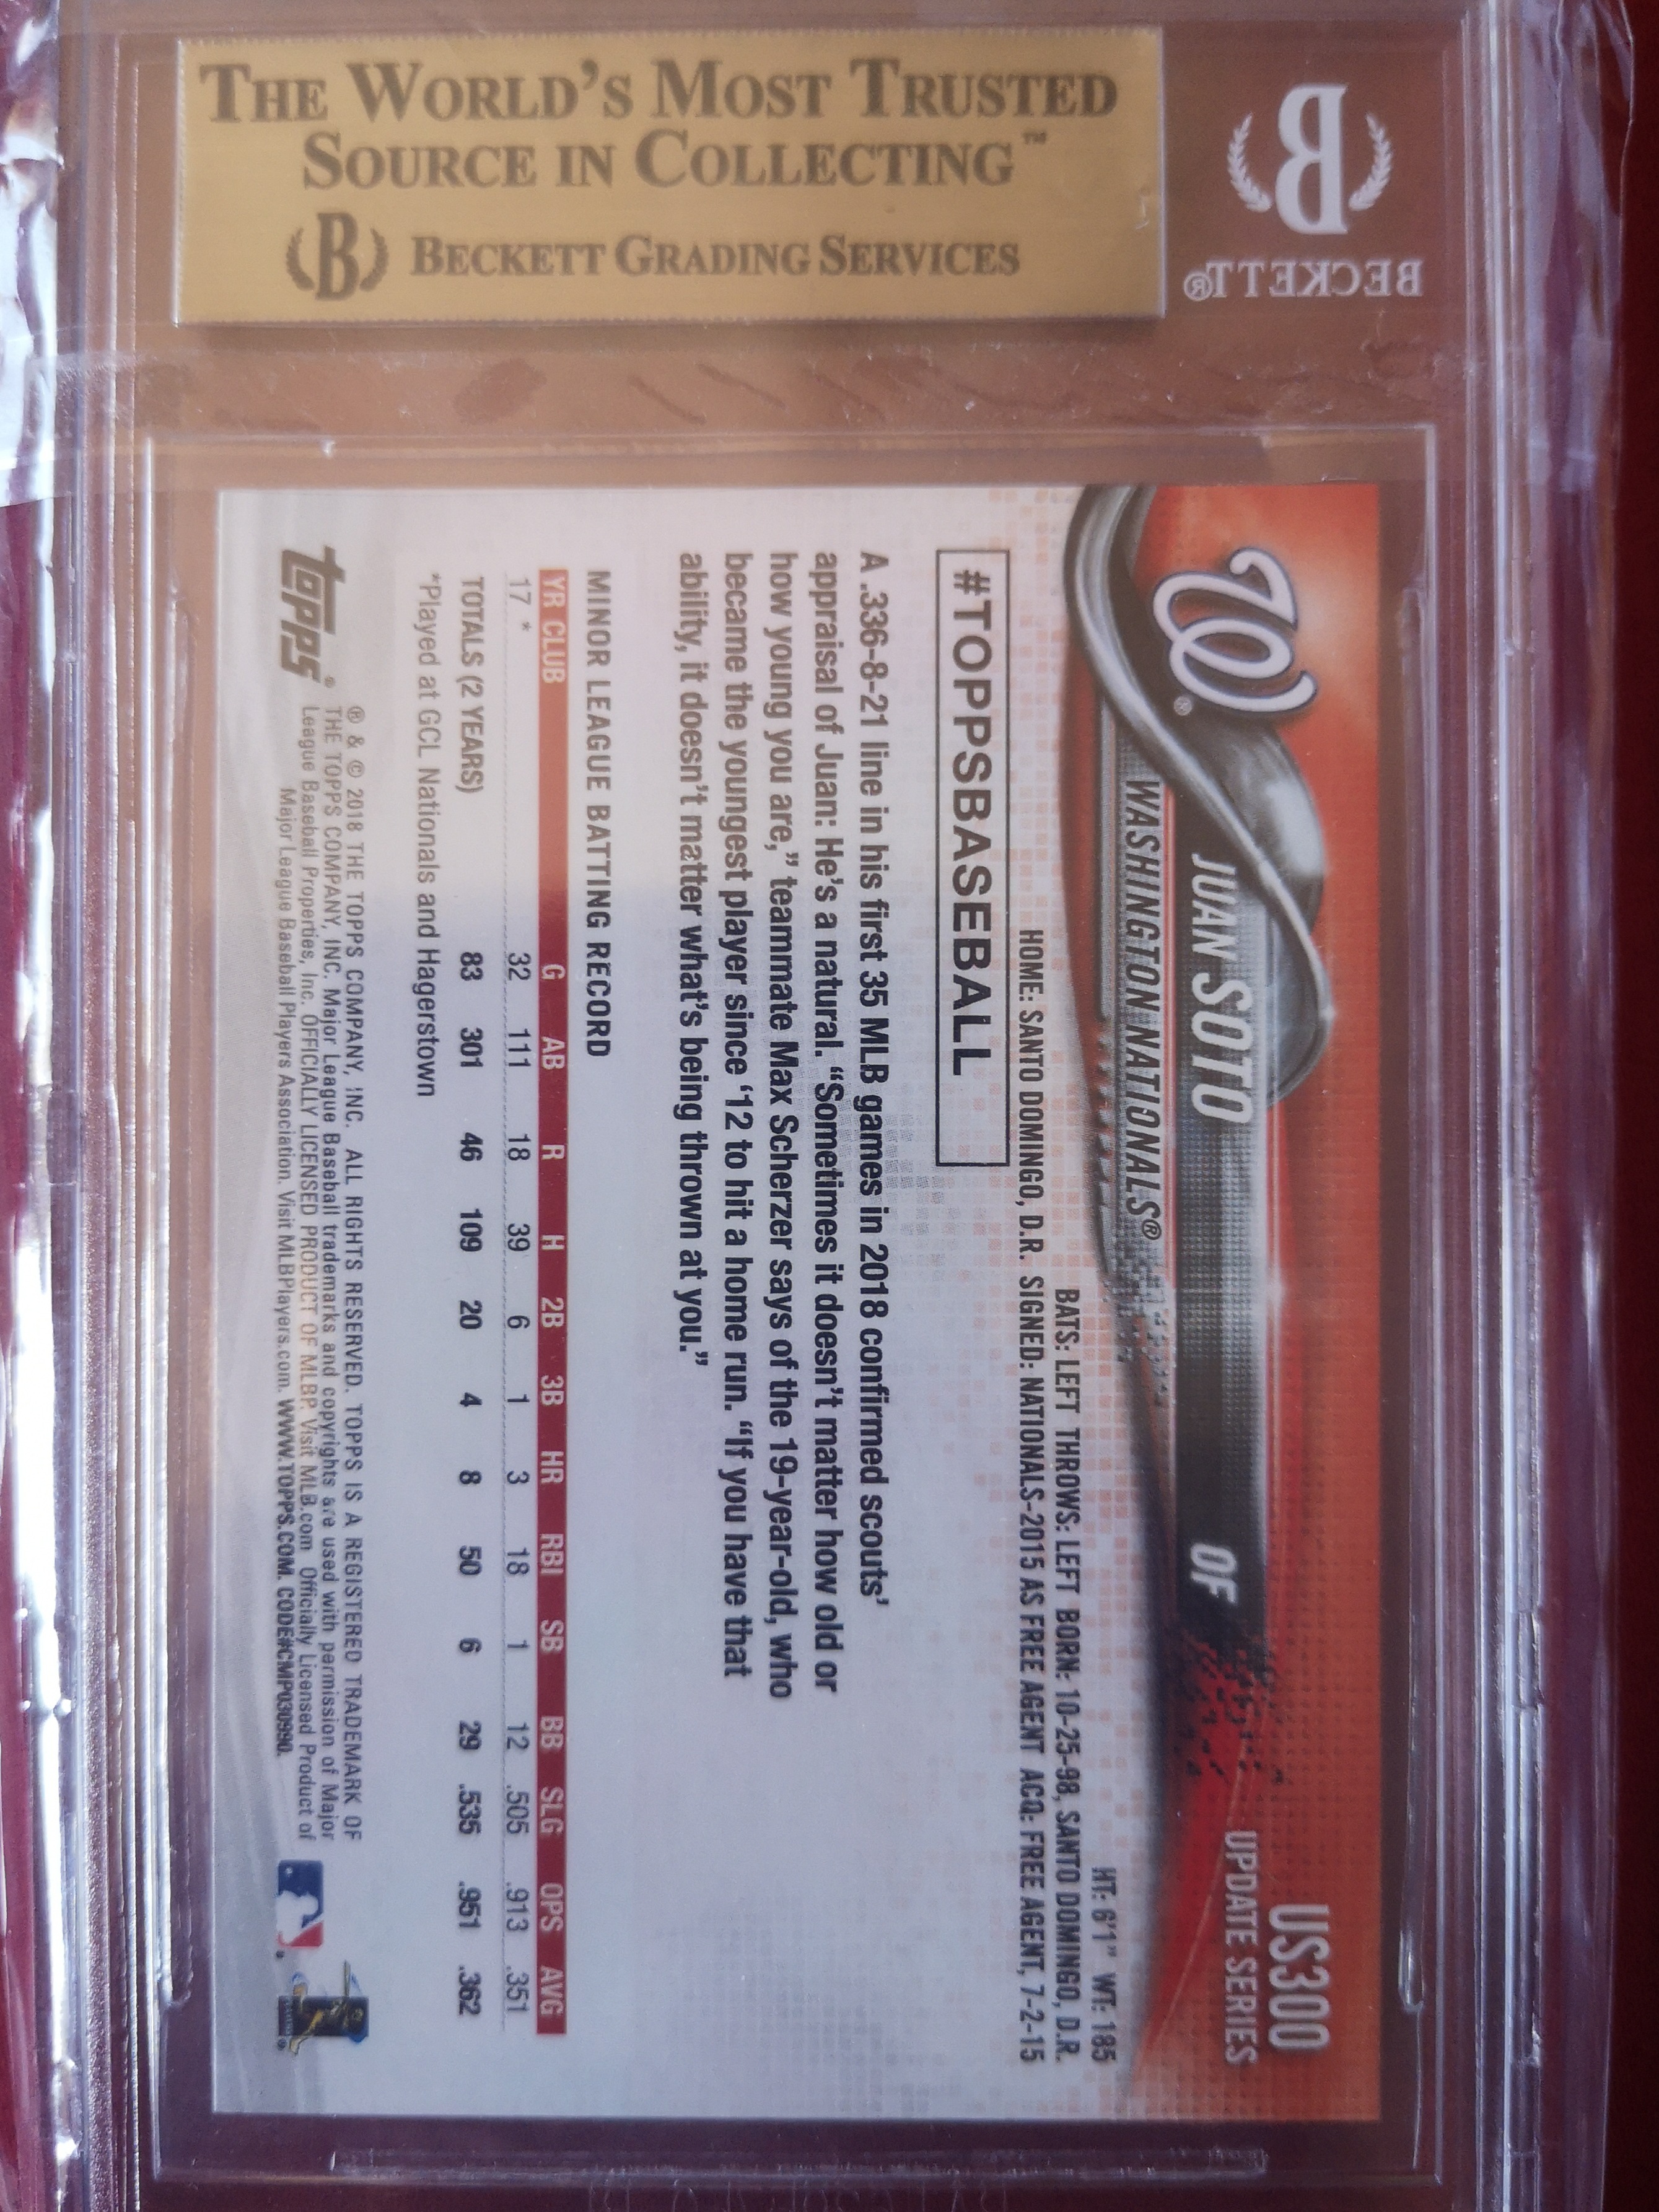 THE WORLD'S MOST TRUSTED
SOURCE IN COLLECTING™
B BECKETT GRADING SERVICES
B
BECKETT®
US300
UPDATE SERIES
W®
JUAN SOTO OF
WASHINGTON NATIONALS®
HT: 6'1" WT: 185
BATS: LEFT THROWS: LEFT BORN: 10-25-98, SANTO DOMINGO, D.R.
HOME: SANTO DOMINGO, D.R. SIGNED: NATIONALS-2015 AS FREE AGENT ACQ: FREE AGENT, 7-2-15
#TOPPSBASEBALL
A .336-8-21 line in his first 35 MLB games in 2018 confirmed scouts'
appraisal of Juan: He's a natural. “Sometimes it doesn't matter how old or
how young you are,” teammate Max Scherzer says of the 19-year-old, who
became the youngest player since ‘12 to hit a home run. “If you have that
ability, it doesn't matter what's being thrown at you.”
MINOR LEAGUE BATTING RECORD
YR CLUB G AB R H 2B 3B HR RBI SB BB SLG OPS AVG
17 * 32 111 18 39 6 1 3 18 1 12 .505 .913 .351
TOTALS (2 YEARS) 83 301 46 109 20 4 8 50 6 29 .535 .951 .362
*Played at GCL Nationals and Hagerstown
topps®
® & © 2018 THE TOPPS COMPANY, INC. ALL RIGHTS RESERVED. TOPPS IS A REGISTERED TRADEMARK OF
THE TOPPS COMPANY, INC. Major League Baseball trademarks and copyrights are used with permission of Major
League Baseball Properties, Inc. OFFICIALLY LICENSED PRODUCT OF MLBP. Visit MLB.com Officially Licensed Product of
Major League Baseball Players Association. Visit MLBPlayers.com. WWW.TOPPS.COM. CODE#CMP030990.